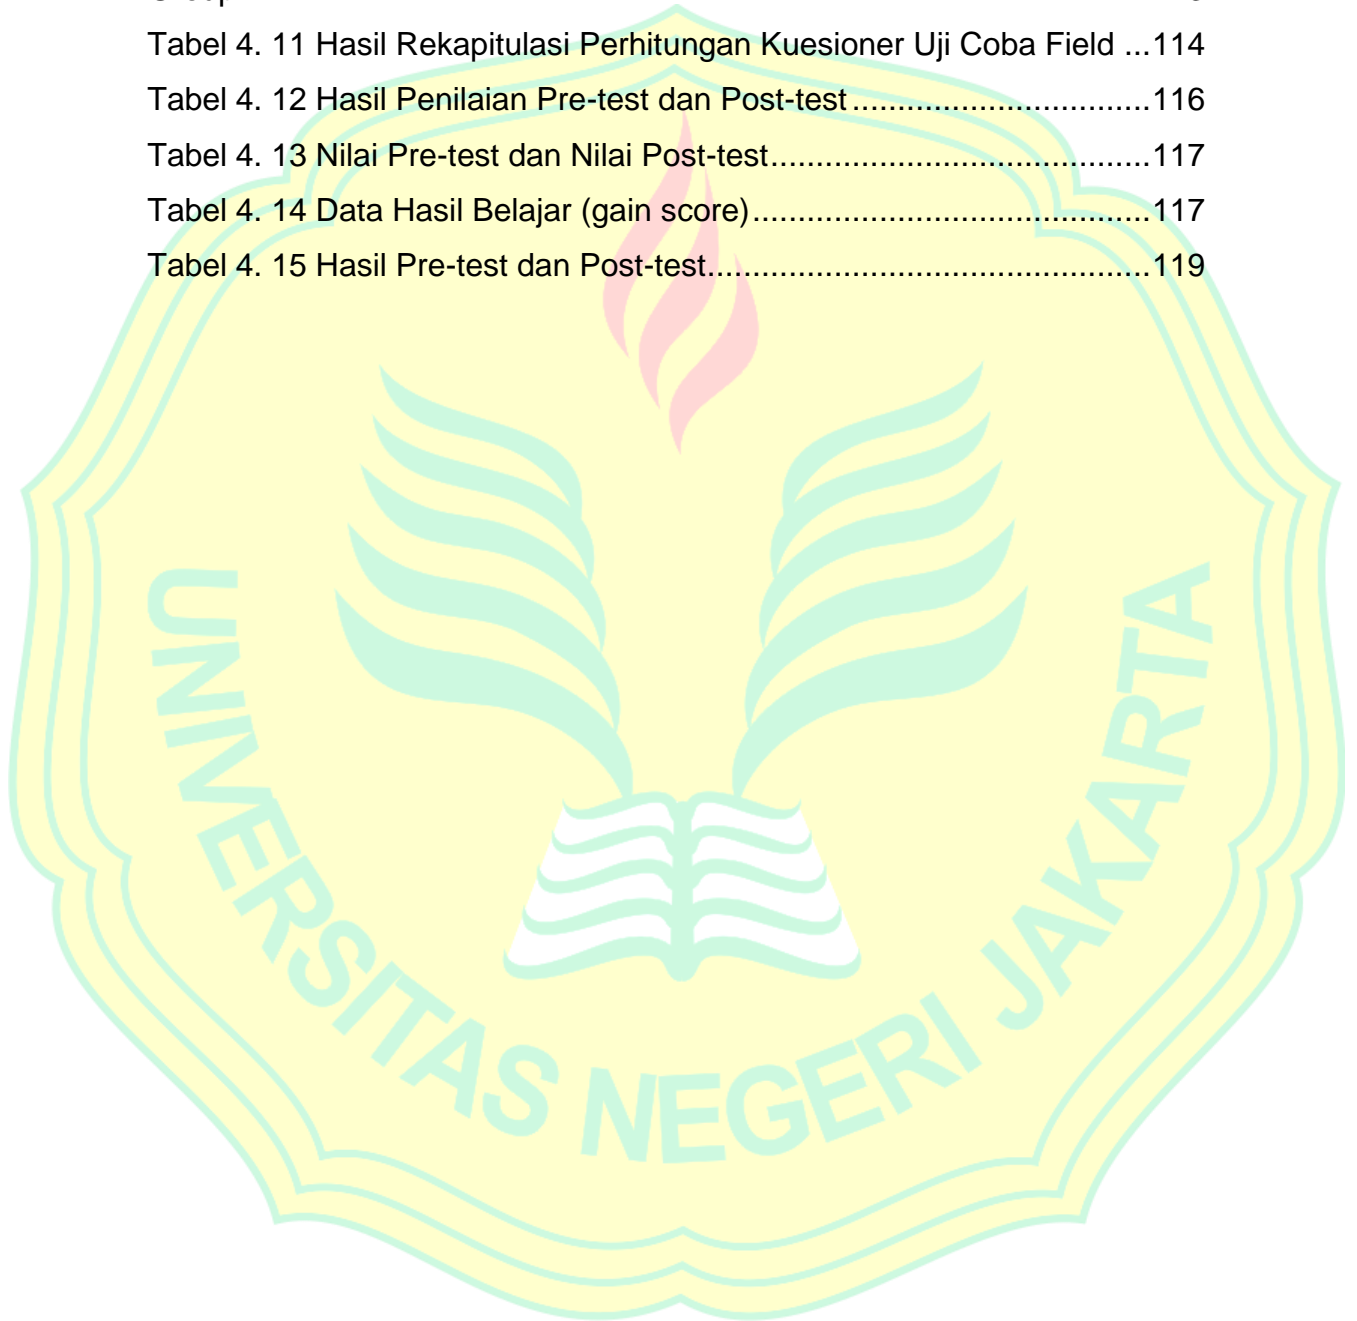 Tabel 4. 11 Hasil Rekapitulasi Perhitungan Kuesioner Uji Coba Field ...114
Tabel 4. 12 Hasil Penilaian Pre-test dan Post-test.................................116
Tabel 4. 13 Nilai Pre-test dan Nilai Post-test..........................................117
Tabel 4. 14 Data Hasil Belajar (gain score)............................................117
Tabel 4. 15 Hasil Pre-test dan Post-test.................................................119
UNIVERSITAS NEGERI JAKARTA